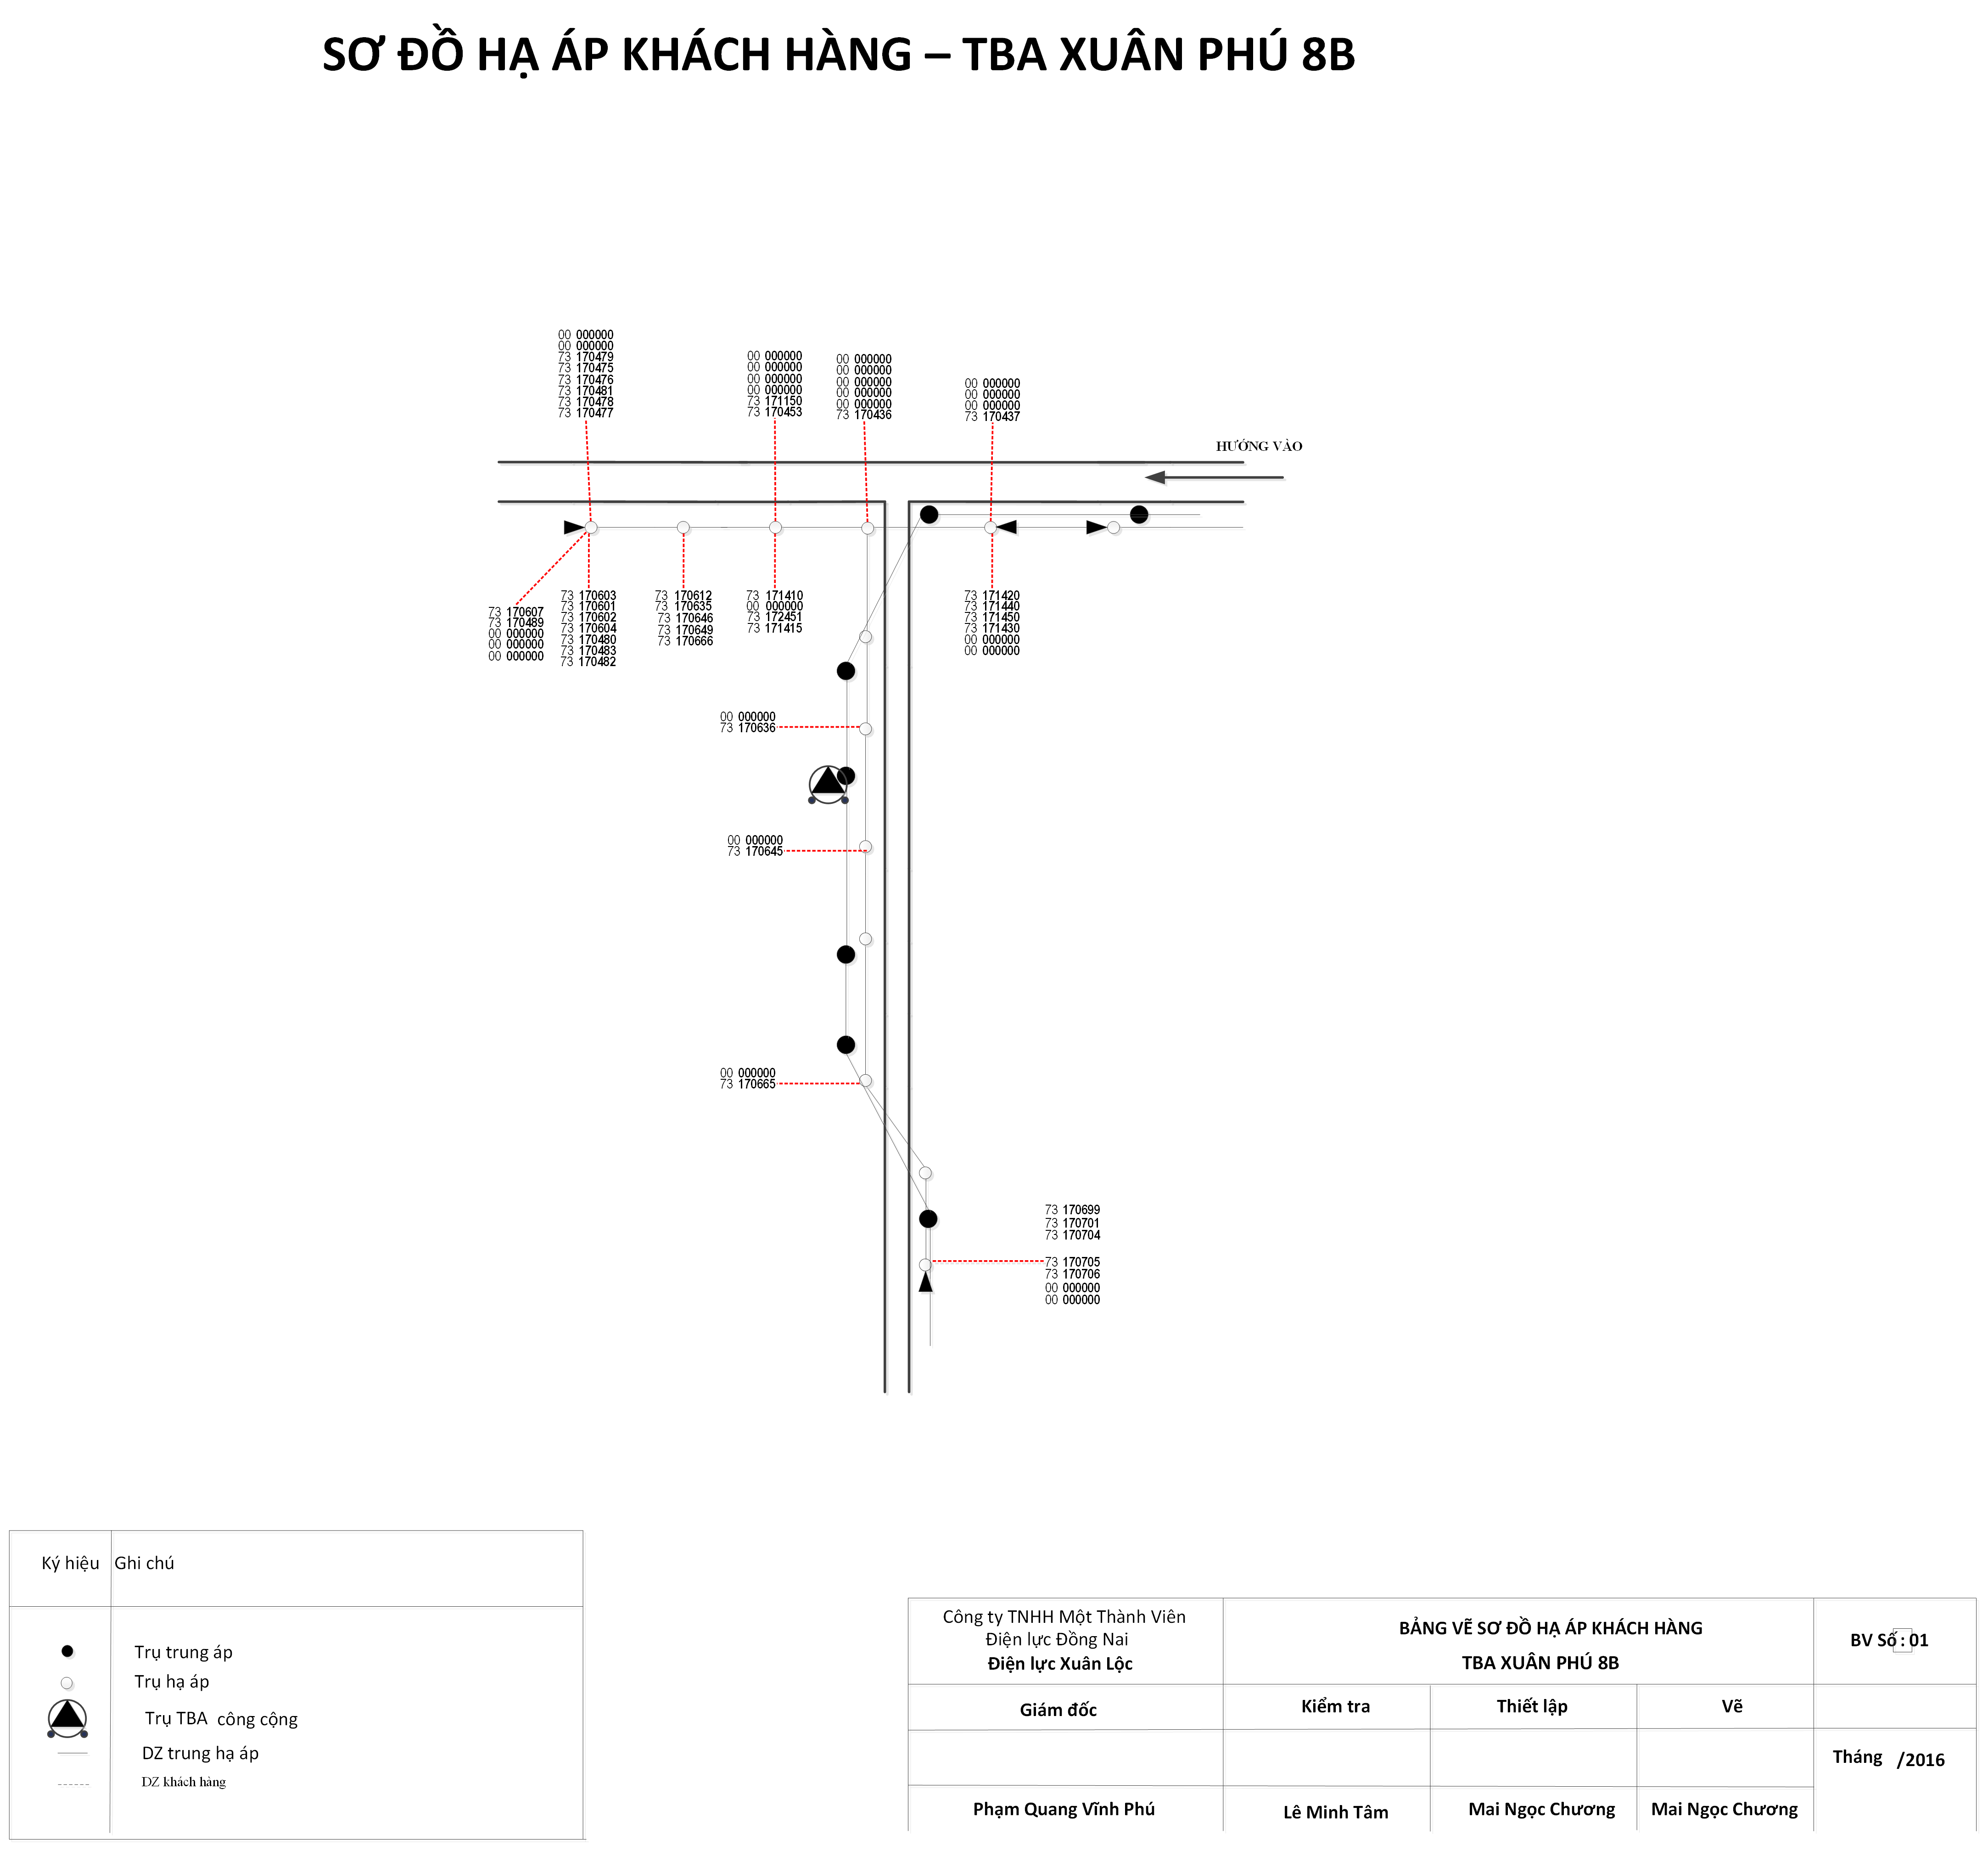 SƠ ĐỒ HẠ ÁP KHÁCH HÀNG – TBA XUÂN PHÚ 8B
00 000000
00 000000
73 170479
73 170475
73 170476
73 170481
73 170478
73 170477
00 000000
00 000000
00 000000
00 000000
73 171150
73 170453
00 000000
00 000000
00 000000
00 000000
00 000000
73 170436
00 000000
00 000000
00 000000
73 170437
HƯỚNG VÀO
73 170607
73 170489
00 000000
00 000000
00 000000
73 170603
73 170601
73 170602
73 170604
73 170480
73 170483
73 170482
73 170612
73 170635
73 170646
73 170649
73 170666
73 171410
00 000000
73 172451
73 171415
73 171420
73 171440
73 171450
73 171430
00 000000
00 000000
00 000000
73 170636
00 000000
73 170645
00 000000
73 170665
73 170699
73 170701
73 170704
73 170705
73 170706
00 000000
00 000000
Ký hiệu Ghi chú
Trụ trung áp
Trụ hạ áp
Trụ TBA công cộng
DZ trung hạ áp
DZ khách hàng
Công ty TNHH Một Thành Viên
Điện lực Đồng Nai
Điện lực Xuân Lộc
BẢNG VẼ SƠ ĐỒ HẠ ÁP KHÁCH HÀNG
TBA XUÂN PHÚ 8B
BV Số : 01
Giám đốc
Kiểm tra
Thiết lập
Vẽ
Tháng /2016
Phạm Quang Vĩnh Phú
Lê Minh Tâm
Mai Ngọc Chương
Mai Ngọc Chương